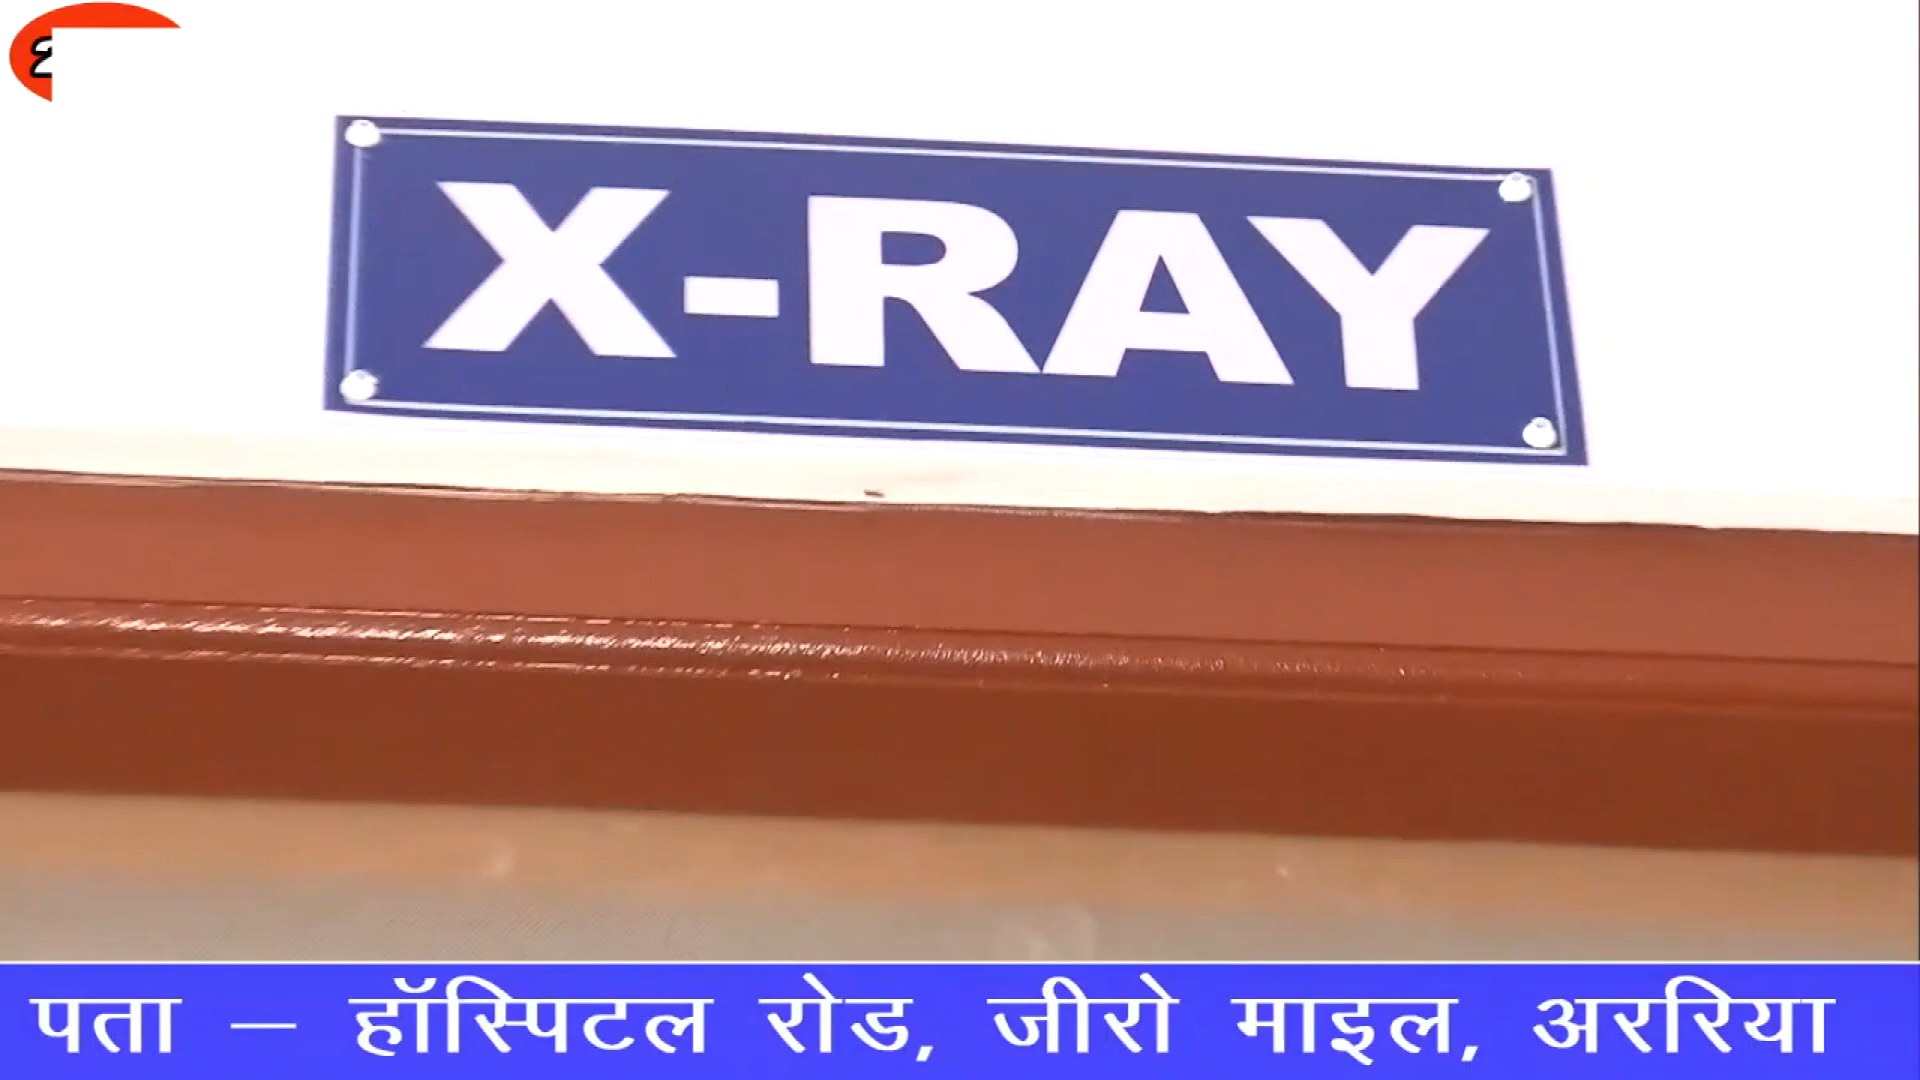 X-RAY
पता – हॉस्पिटल रोड, जीरो माइल, अररिया